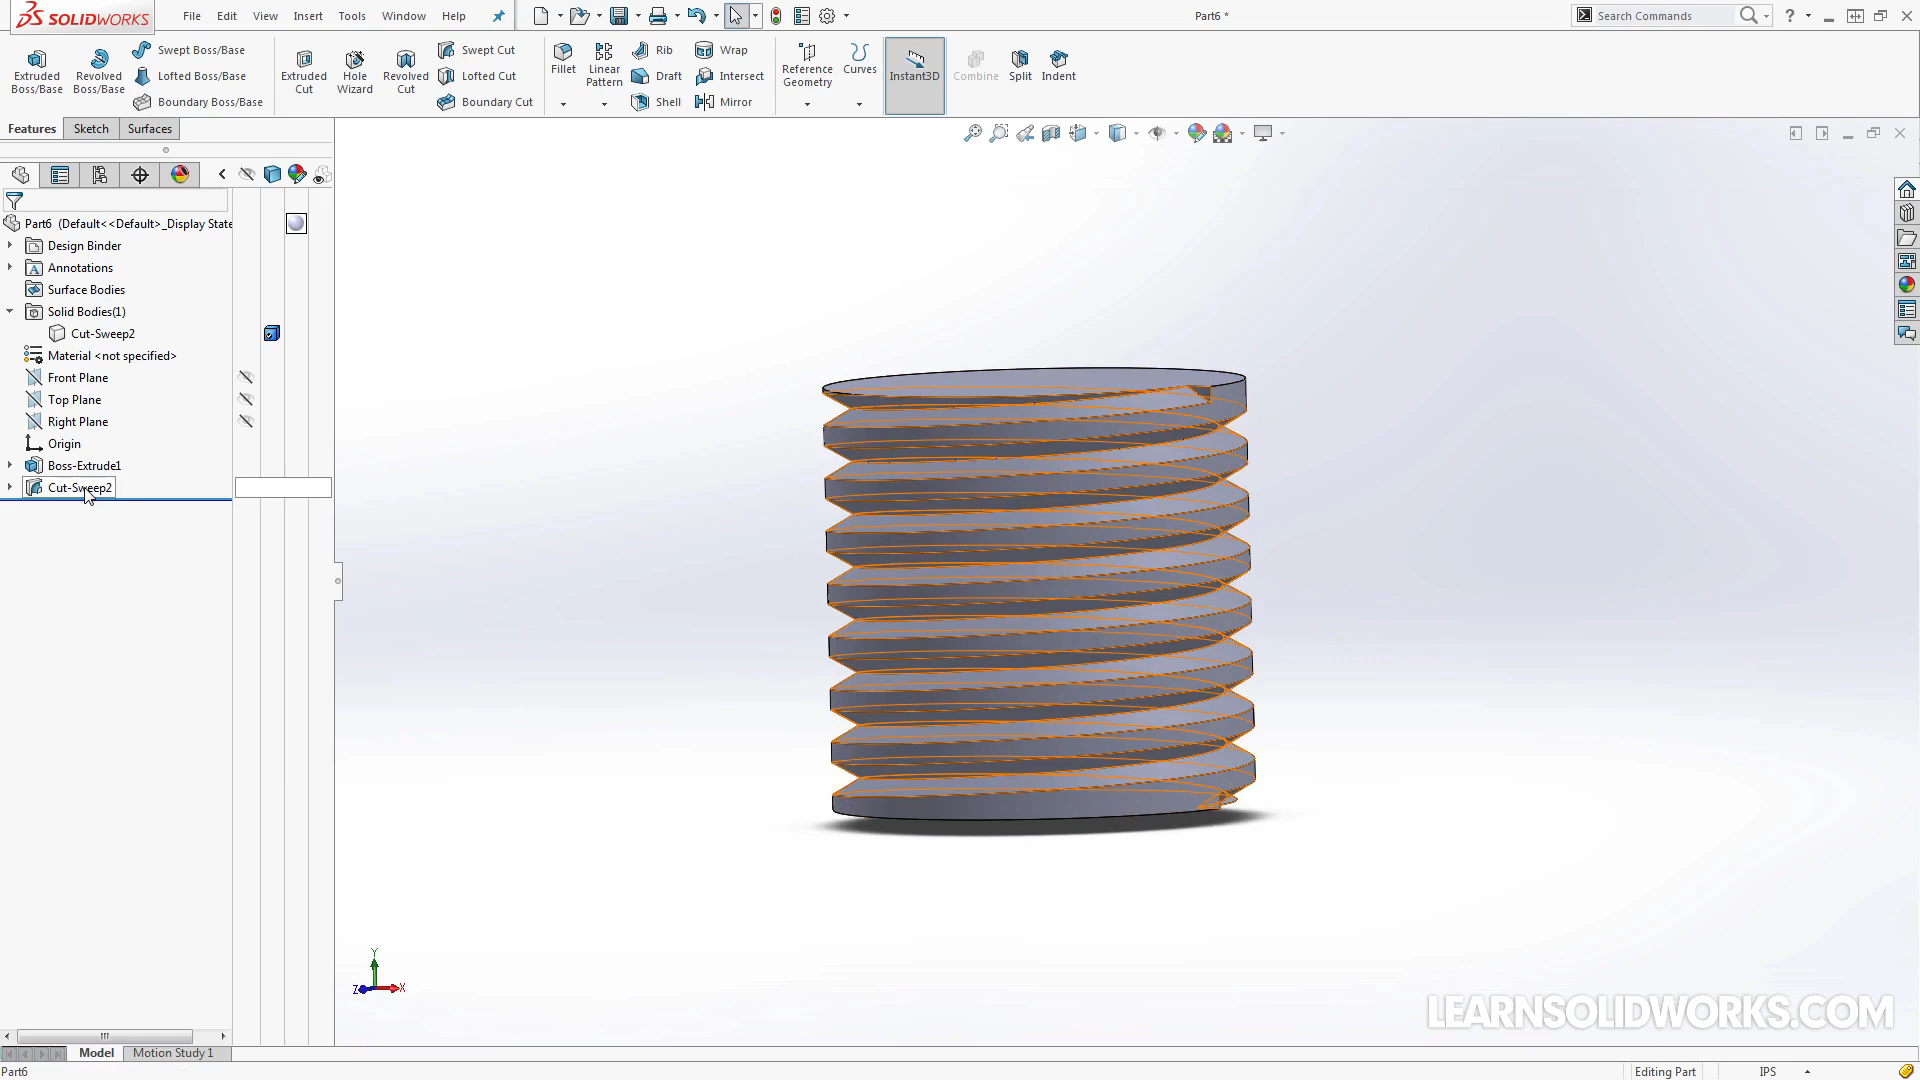 SOLIDWORKS
File Edit View Insert Tools Window Help
Part6 *
Search Commands
Extruded Boss/Base
Revolved Boss/Base
Swept Boss/Base
Lofted Boss/Base
Boundary Boss/Base
Extruded Cut
Hole Wizard
Revolved Cut
Swept Cut
Lofted Cut
Boundary Cut
Fillet
Linear Pattern
Rib
Draft
Shell
Wrap
Intersect
Mirror
Reference Geometry
Curves
Instant3D
Combine
Split
Indent
Features Sketch Surfaces
Part6 (Default<<Default>_Display State
Design Binder
Annotations
Surface Bodies
Solid Bodies(1)
Cut-Sweep2
Material <not specified>
Front Plane
Top Plane
Right Plane
Origin
Boss-Extrude1
Cut-Sweep2
Y
Z X
LEARNSOLIDWORKS.COM
Model Motion Study 1
Part6 Editing Part IPS